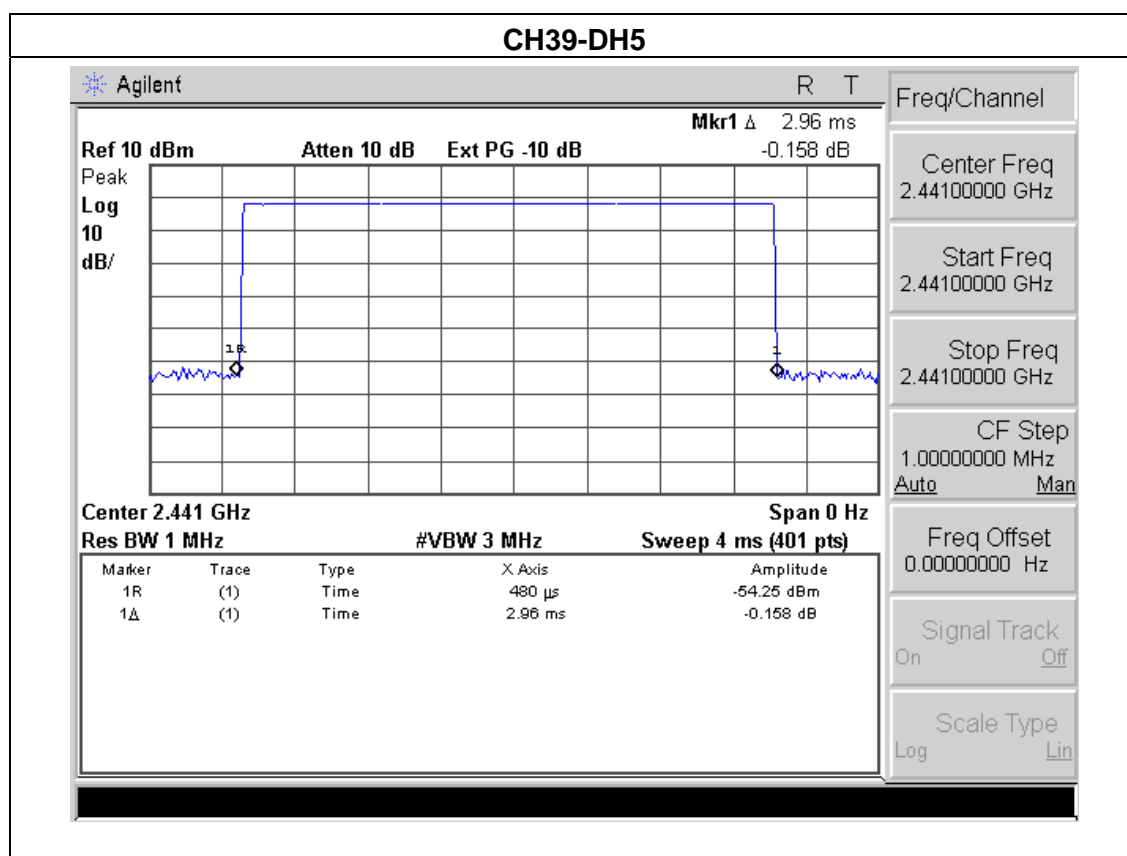 CH39-DH5
Agilent R T
Mkr1 Δ 2.96 ms
Ref 10 dBm Atten 10 dB Ext PG -10 dB -0.158 dB
Peak
Log
10
dB/
1R
1
Center 2.441 GHz Span 0 Hz
Res BW 1 MHz #VBW 3 MHz Sweep 4 ms (401 pts)
Marker Trace Type X Axis Amplitude
1R (1) Time 480 µs -54.25 dBm
1Δ (1) Time 2.96 ms -0.158 dB
Freq/Channel
Center Freq
2.44100000 GHz
Start Freq
2.44100000 GHz
Stop Freq
2.44100000 GHz
CF Step
1.00000000 MHz
Auto Man
Freq Offset
0.00000000 Hz
Signal Track
On Off
Scale Type
Log Lin